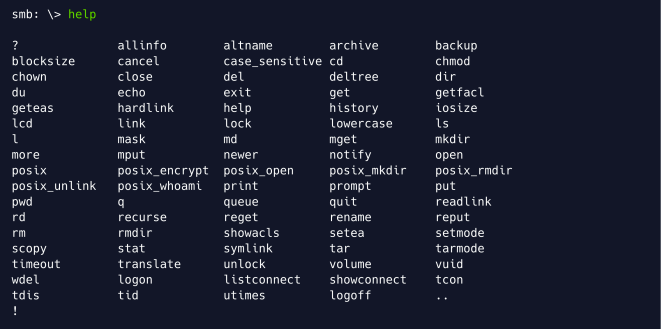 smb: \> help
? allinfo altname archive backup
blocksize cancel case_sensitive cd chmod
chown close del deltree dir
du echo exit get getfacl
geteas hardlink help history iosize
lcd link lock lowercase ls
l mask md mget mkdir
more mput newer notify open
posix posix_encrypt posix_open posix_mkdir posix_rmdir
posix_unlink posix_whoami print prompt put
pwd q queue quit readlink
rd recurse reget rename reput
rm rmdir showacls setea setmode
scopy stat symlink tar tarmode
timeout translate unlock volume vuid
wdel logon listconnect showconnect tcon
tdis tid utimes logoff ..
!